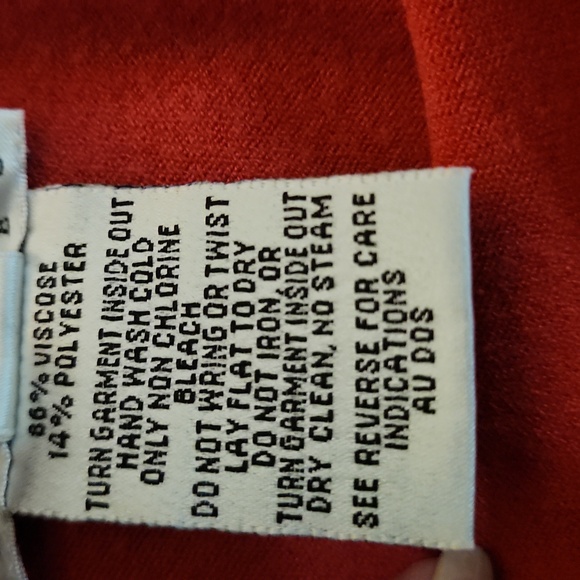 86% VISCOSE
14% POLYESTER
TURN GARMENT INSIDE OUT
HAND WASH COLD
ONLY NON CHLORINE
BLEACH
DO NOT WRING OR TWIST
LAY FLAT TO DRY
DO NOT IRON, OR
TURN GARMENT INSIDE OUT
DRY CLEAN, NO STEAM
SEE REVERSE FOR CARE
INDICATIONS
AU DOS